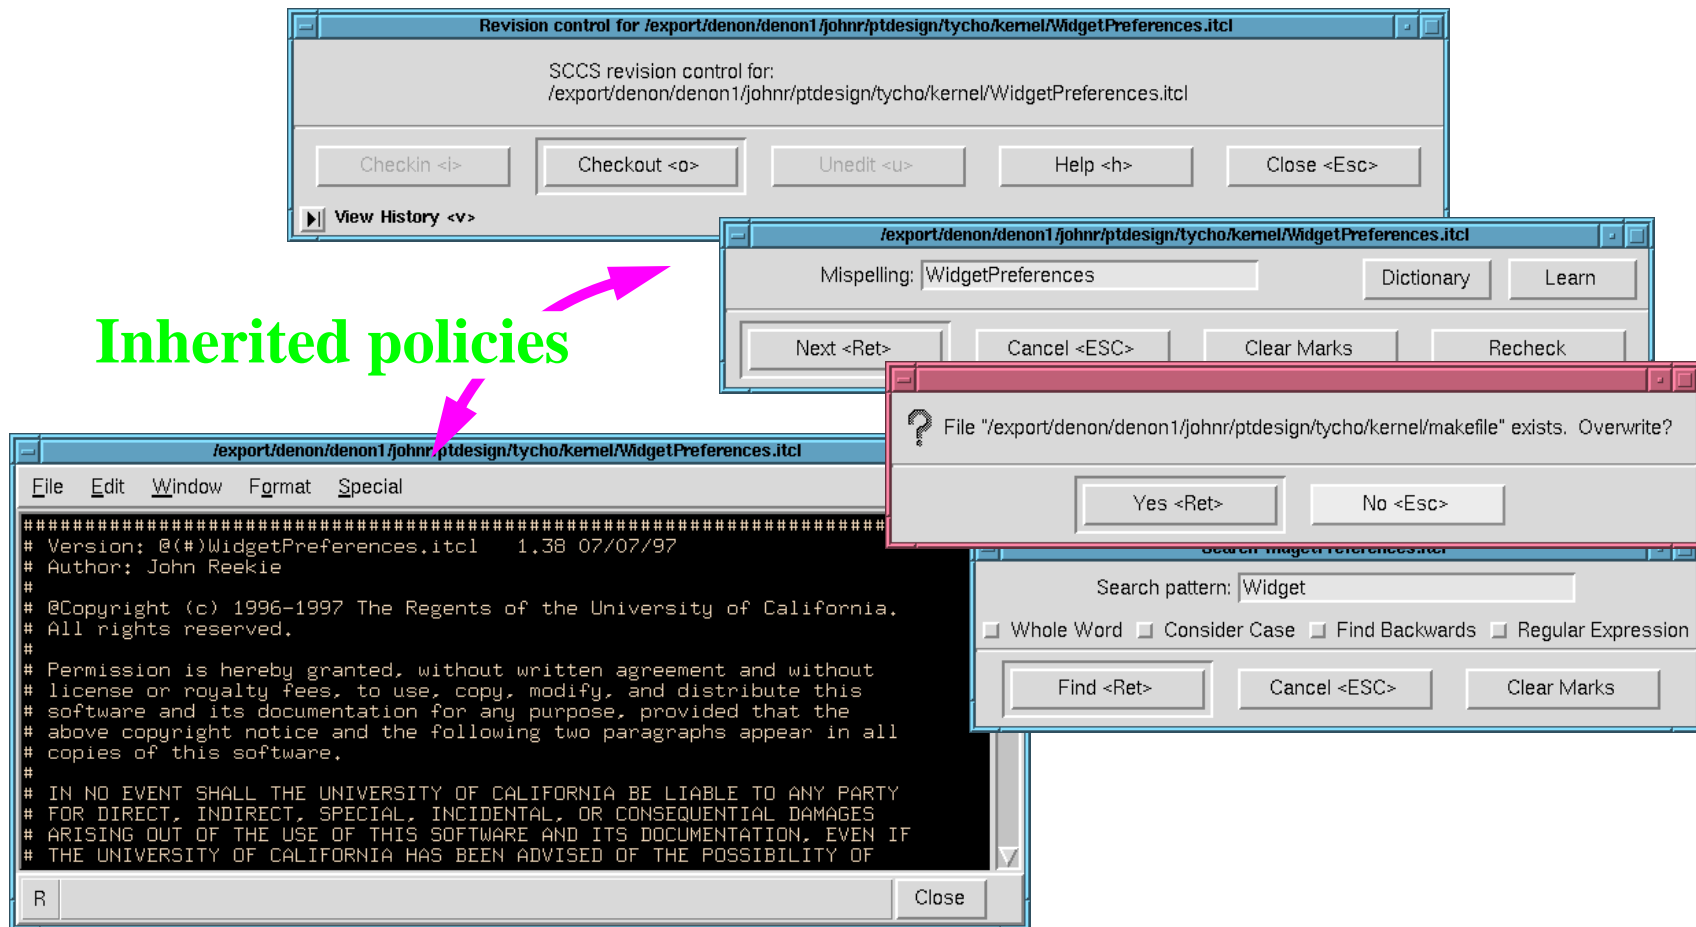 Revision control for /export/denon/denon1/johnr/ptdesign/tycho/kernel/WidgetPreferences.itcl
SCCS revision control for:
/export/denon/denon1/johnr/ptdesign/tycho/kernel/WidgetPreferences.itcl
Checkin <i> Checkout <o> Unedit <u> Help <h> Close <Esc>
View History <v>
/export/denon/denon1/johnr/ptdesign/tycho/kernel/WidgetPreferences.itcl
Mispelling: WidgetPreferences Dictionary Learn
Next <Ret> Cancel <ESC> Clear Marks Recheck
Inherited policies
File "/export/denon/denon1/johnr/ptdesign/tycho/kernel/makefile" exists. Overwrite?
Yes <Ret> No <Esc>
Search WidgetPreferences.itcl
Search pattern: Widget
Whole Word Consider Case Find Backwards Regular Expression
Find <Ret> Cancel <ESC> Clear Marks
/export/denon/denon1/johnr/ptdesign/tycho/kernel/WidgetPreferences.itcl
File Edit Window Format Special
######################################################################
# Version: @(#)WidgetPreferences.itcl 1.38 07/07/97
# Author: John Reekie
#
# @Copyright (c) 1996-1997 The Regents of the University of California.
# All rights reserved.
#
# Permission is hereby granted, without written agreement and without
# license or royalty fees, to use, copy, modify, and distribute this
# software and its documentation for any purpose, provided that the
# above copyright notice and the following two paragraphs appear in all
# copies of this software.
#
# IN NO EVENT SHALL THE UNIVERSITY OF CALIFORNIA BE LIABLE TO ANY PARTY
# FOR DIRECT, INDIRECT, SPECIAL, INCIDENTAL, OR CONSEQUENTIAL DAMAGES
# ARISING OUT OF THE USE OF THIS SOFTWARE AND ITS DOCUMENTATION, EVEN IF
# THE UNIVERSITY OF CALIFORNIA HAS BEEN ADVISED OF THE POSSIBILITY OF
R Close